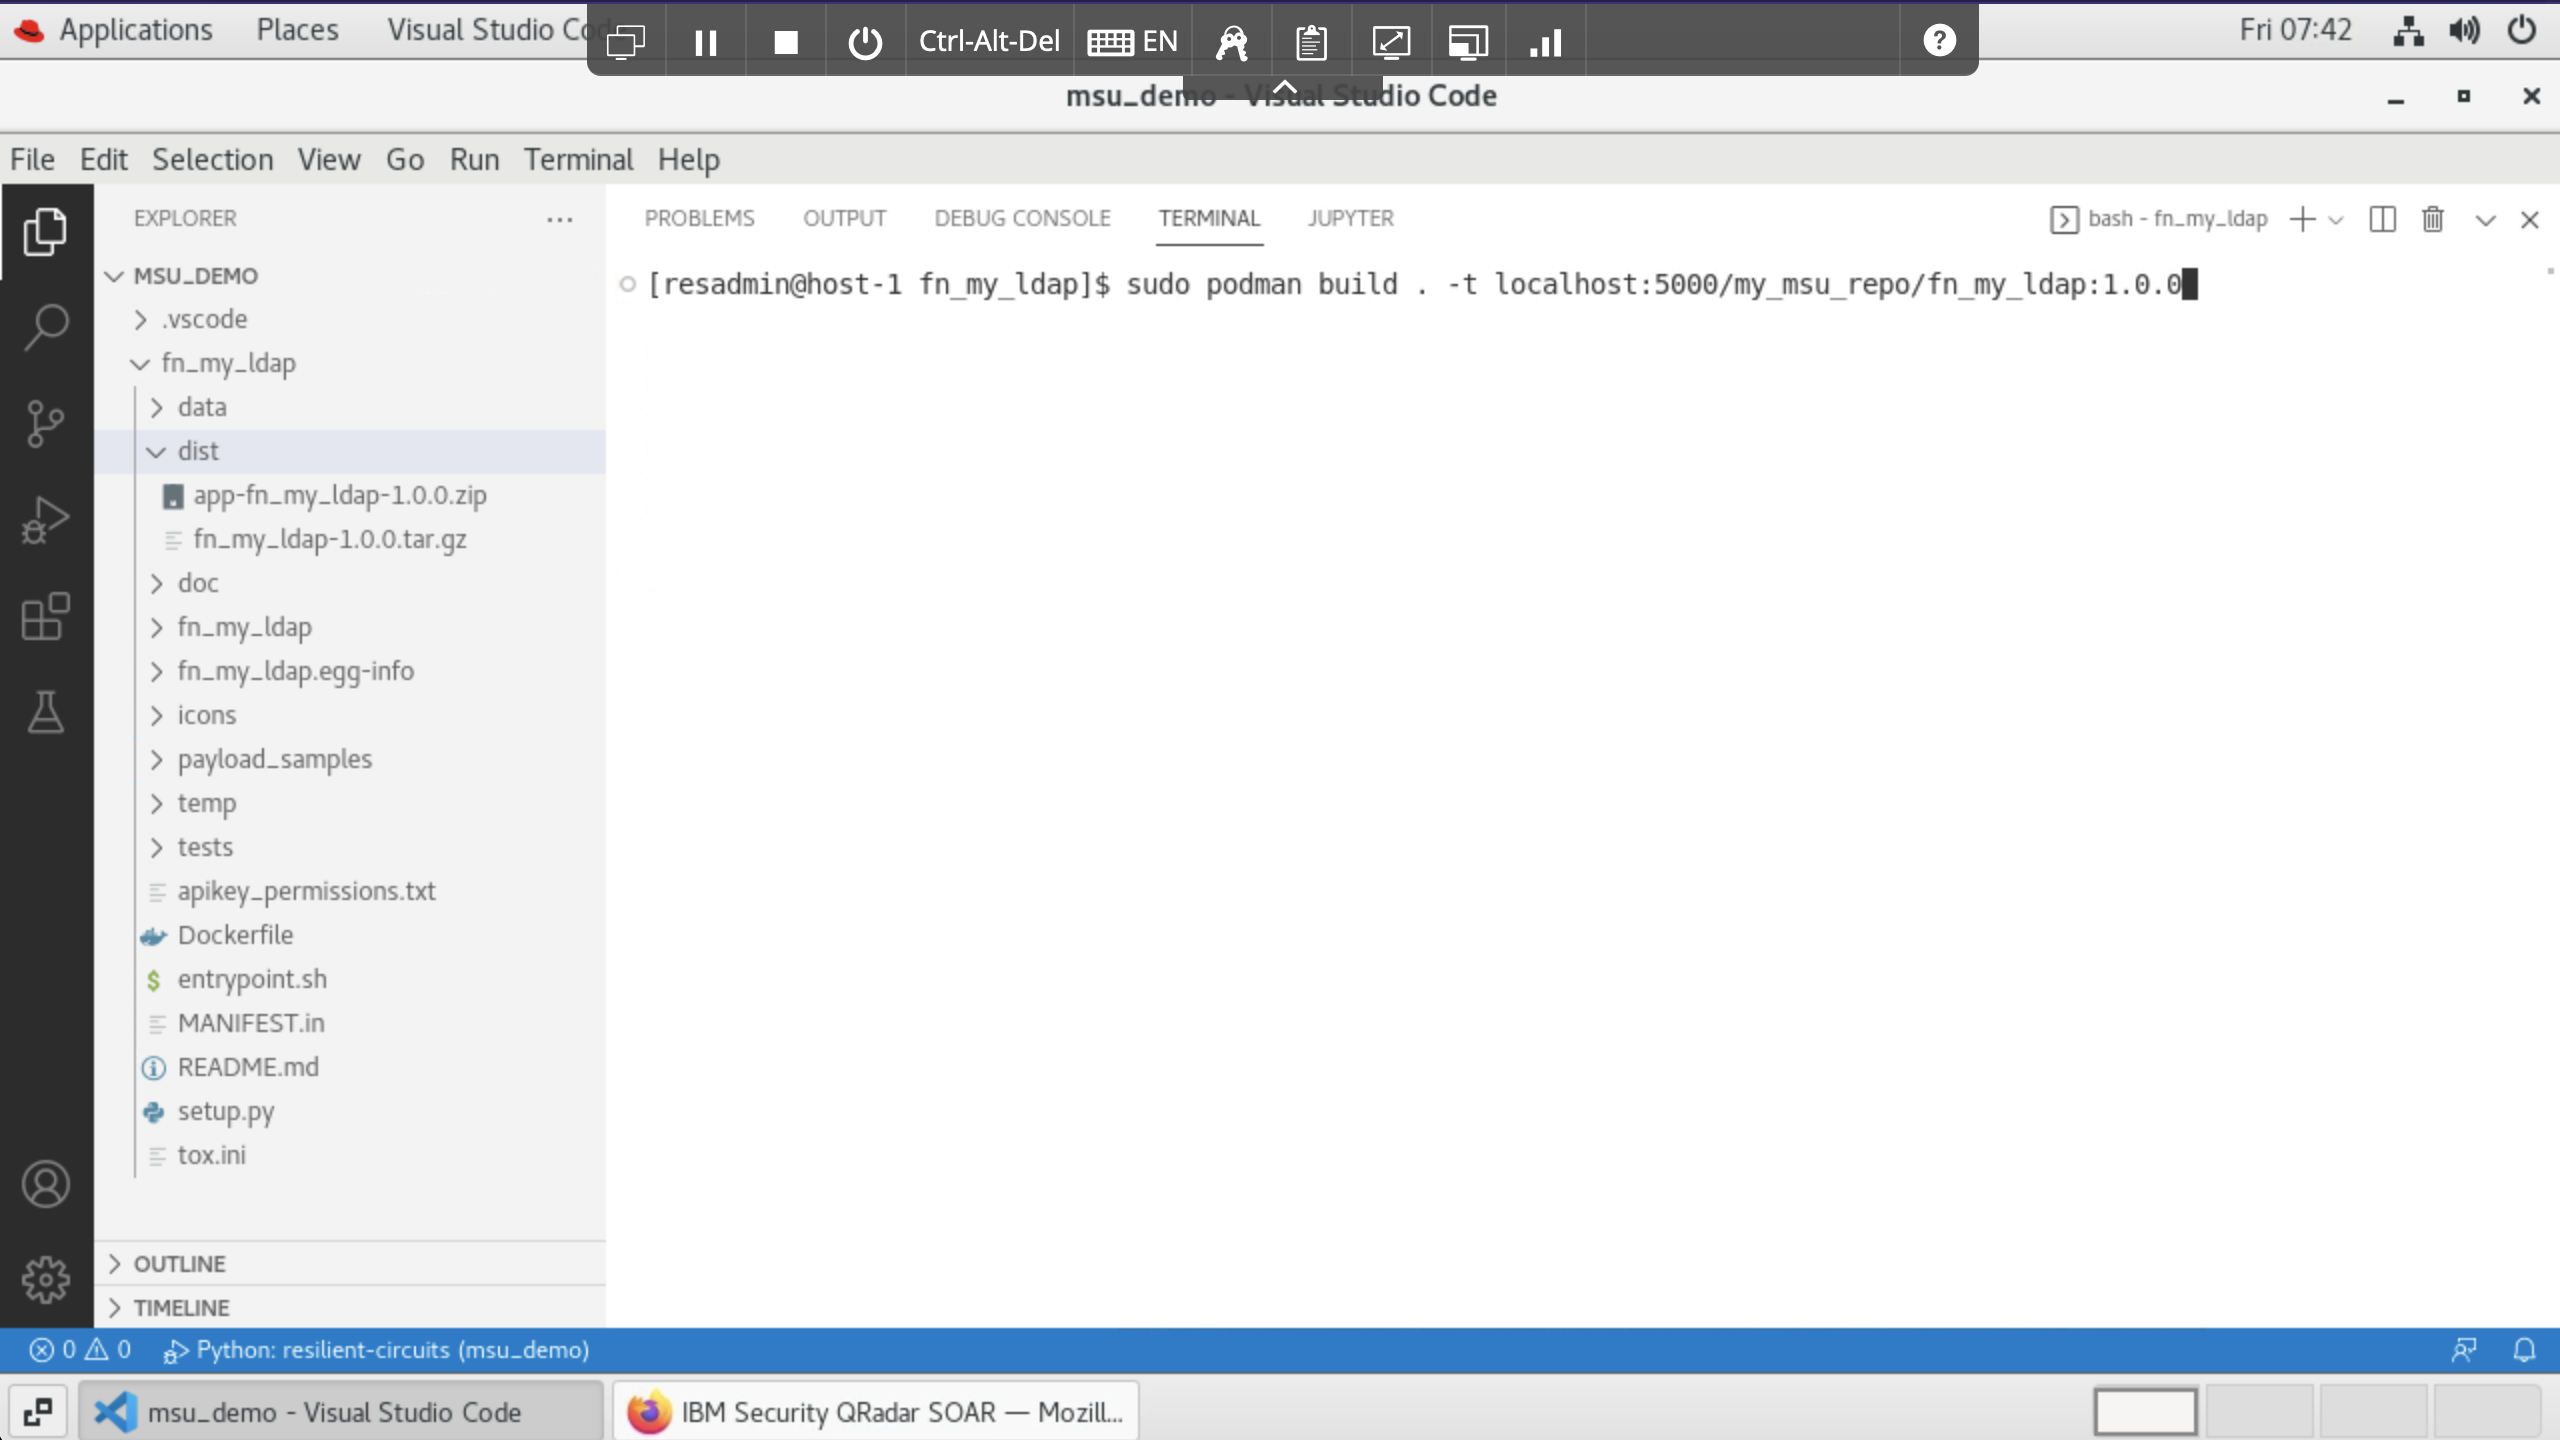 Applications Places Visual Studio Co
Ctrl-Alt-Del EN
Fri 07:42
msu_demo - Visual Studio Code
File Edit Selection View Go Run Terminal Help
EXPLORER
PROBLEMS OUTPUT DEBUG CONSOLE TERMINAL JUPYTER
bash - fn_my_ldap
MSU_DEMO
[resadmin@host-1 fn_my_ldap]$ sudo podman build . -t localhost:5000/my_msu_repo/fn_my_ldap:1.0.0
.vscode
fn_my_ldap
data
dist
app-fn_my_ldap-1.0.0.zip
fn_my_ldap-1.0.0.tar.gz
doc
fn_my_ldap
fn_my_ldap.egg-info
icons
payload_samples
temp
tests
apikey_permissions.txt
Dockerfile
entrypoint.sh
MANIFEST.in
README.md
setup.py
tox.ini
OUTLINE
TIMELINE
0 0 Python: resilient-circuits (msu_demo)
msu_demo - Visual Studio Code
IBM Security QRadar SOAR — Mozill...